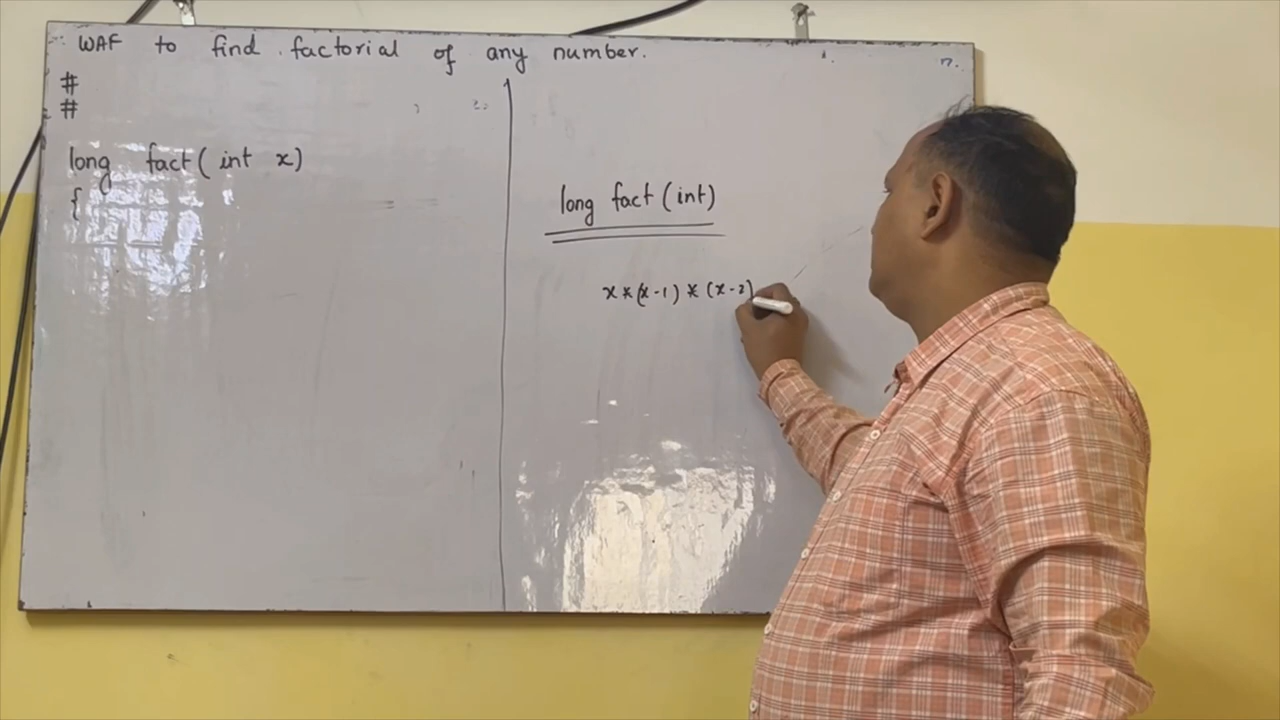 WAF to find factorial of any number.
#
#
long fact( int x)
{
long fact (int)
x*(x-1) * (x-2)